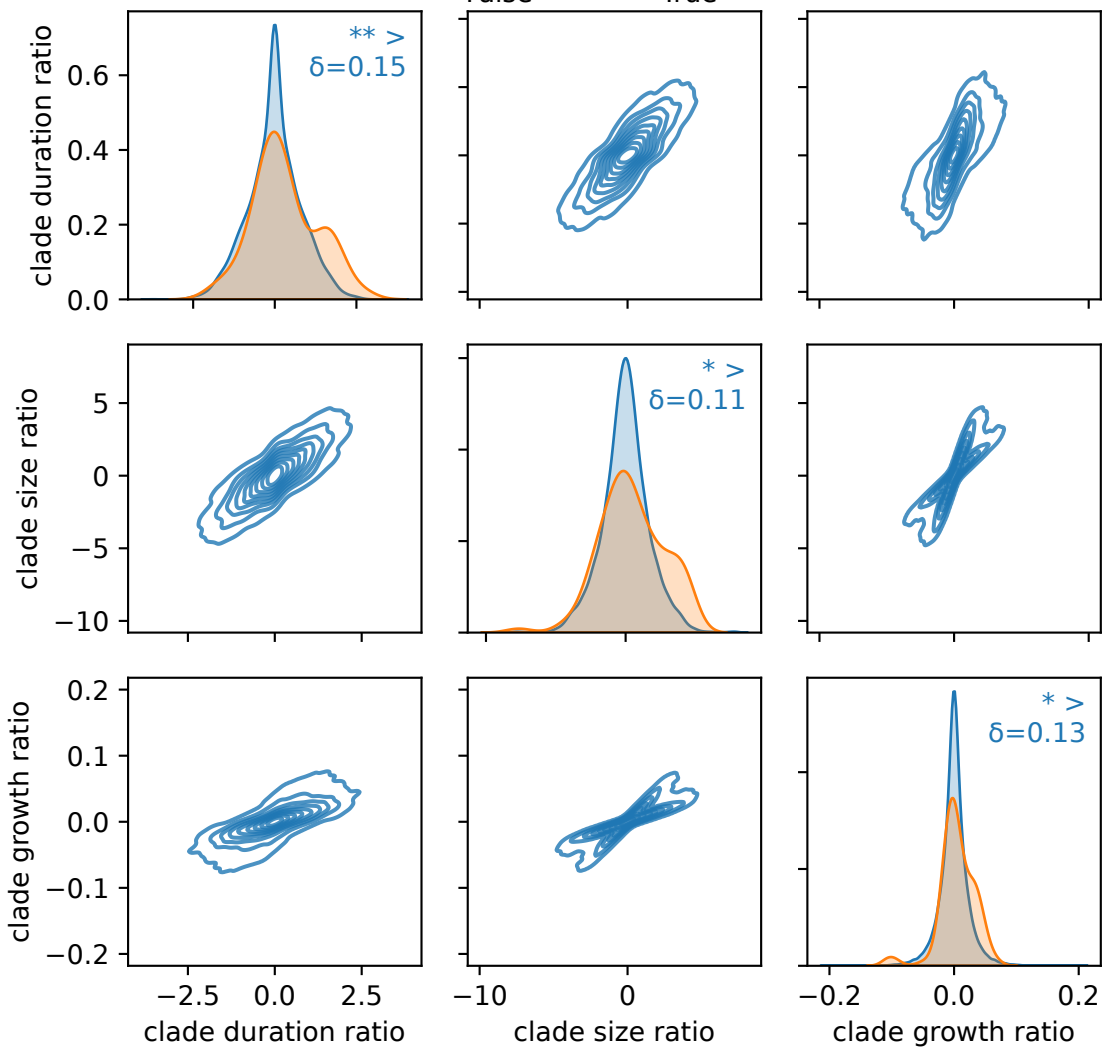 False True
clade duration ratio
0.6
0.4
0.2
0.0
** >
δ=0.15
clade size ratio
5
0
−5
−10
* >
δ=0.11
clade growth ratio
0.2
0.1
0.0
−0.1
−0.2
* >
δ=0.13
−2.5 0.0 2.5
−10 0
−0.2 0.0 0.2
clade duration ratio
clade size ratio
clade growth ratio